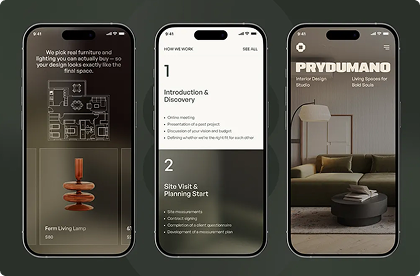 9:41
We pick real furniture and
lighting you can actually buy — so
your design looks exactly like the
final space.
Ferm Living Lamp
9:41
HOW WE WORK
SEE ALL
1
Introduction &
Discovery
• Online meeting
• Presentation of a past project
• Discussion of your vision and budget
• Defining whether we're the right fit for each other
2
Site Visit &
Planning Start
• Site measurements
• Contract signing
• Completion of a client questionnaire
• Development of a measurement plan
9:41
PRYDUMANO
Interior Design
Studio
Living Spaces for
Bold Souls